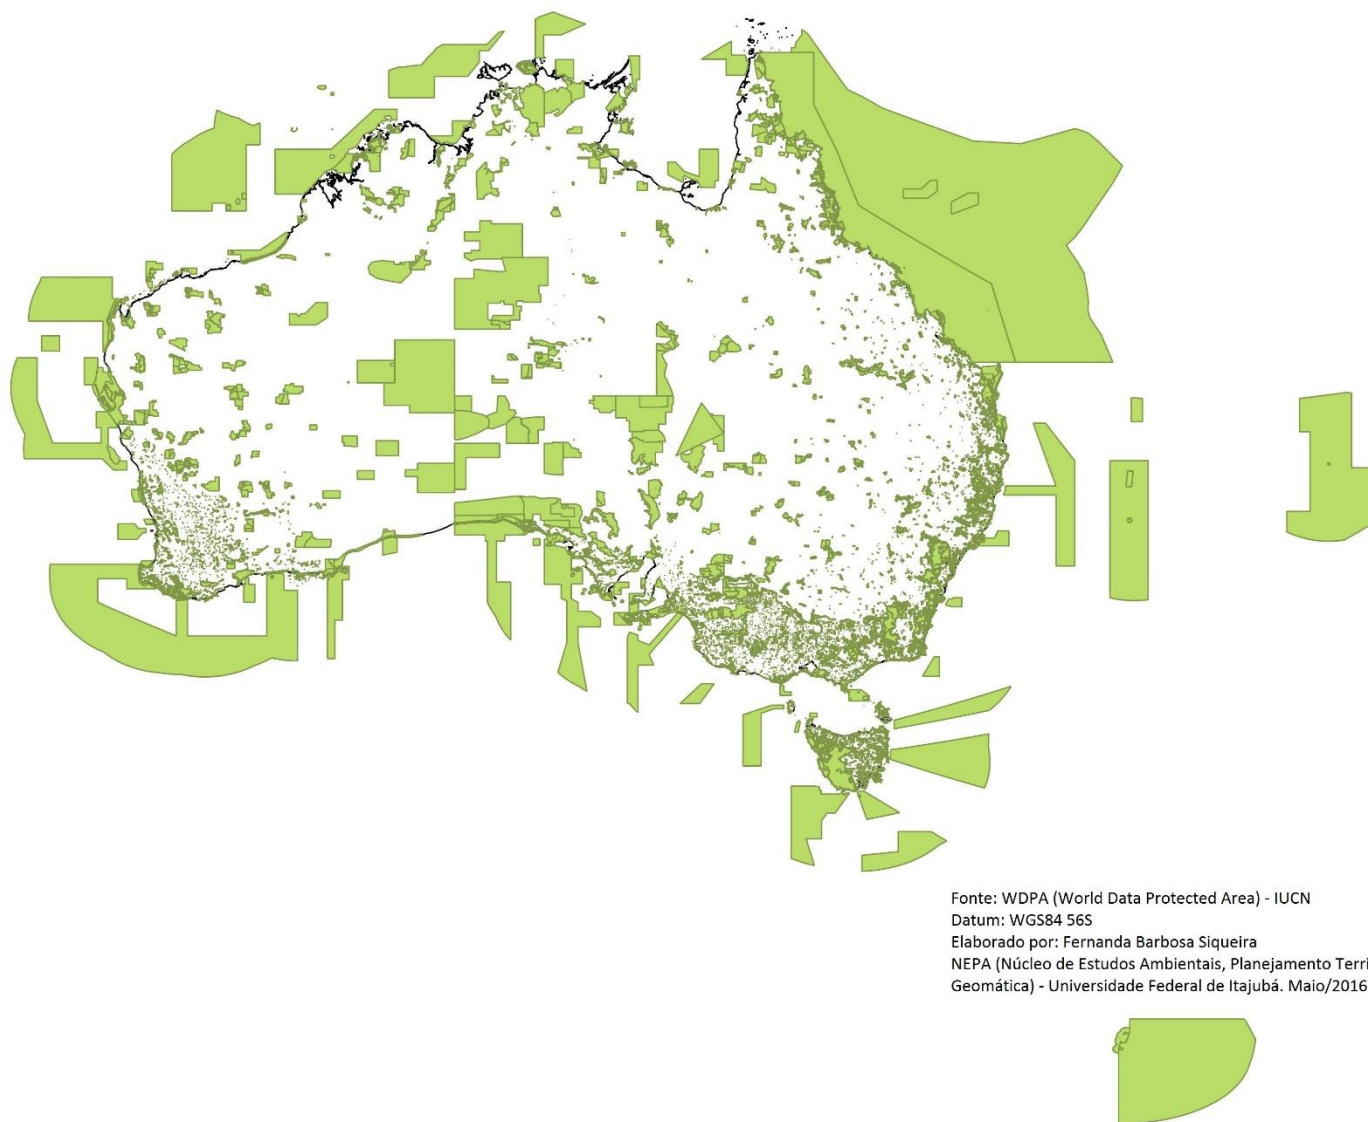 Fonte: WDPA (World Data Protected Area) - IUCN
Datum: WGS84 56S
Elaborado por: Fernanda Barbosa Siqueira
NEPA (Núcleo de Estudos Ambientais, Planejamento Terri
Geomática) - Universidade Federal de Itajubá. Maio/2016